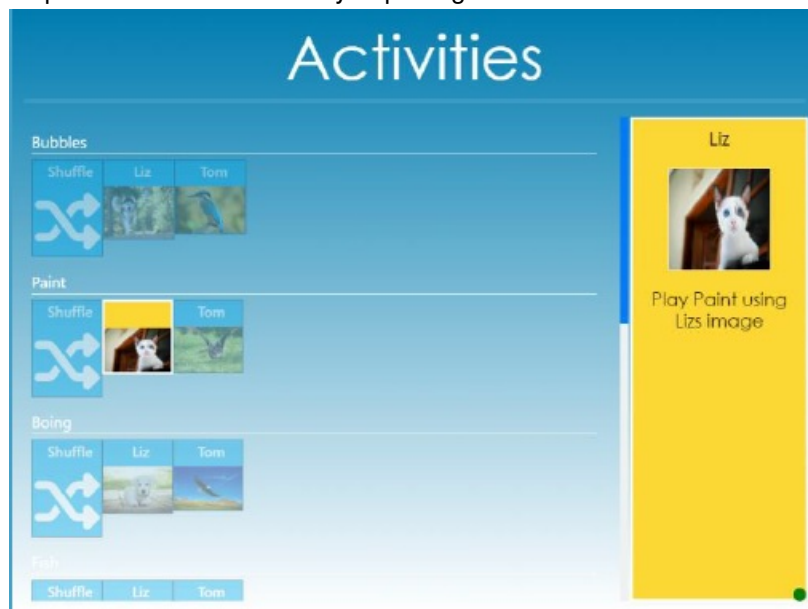 Activities
Bubbles
Shuffle Liz Tom
Paint
Shuffle Tom
Boing
Shuffle Liz Tom
Fish
Shuffle Liz Tom
Liz
Play Paint using
Lizs image